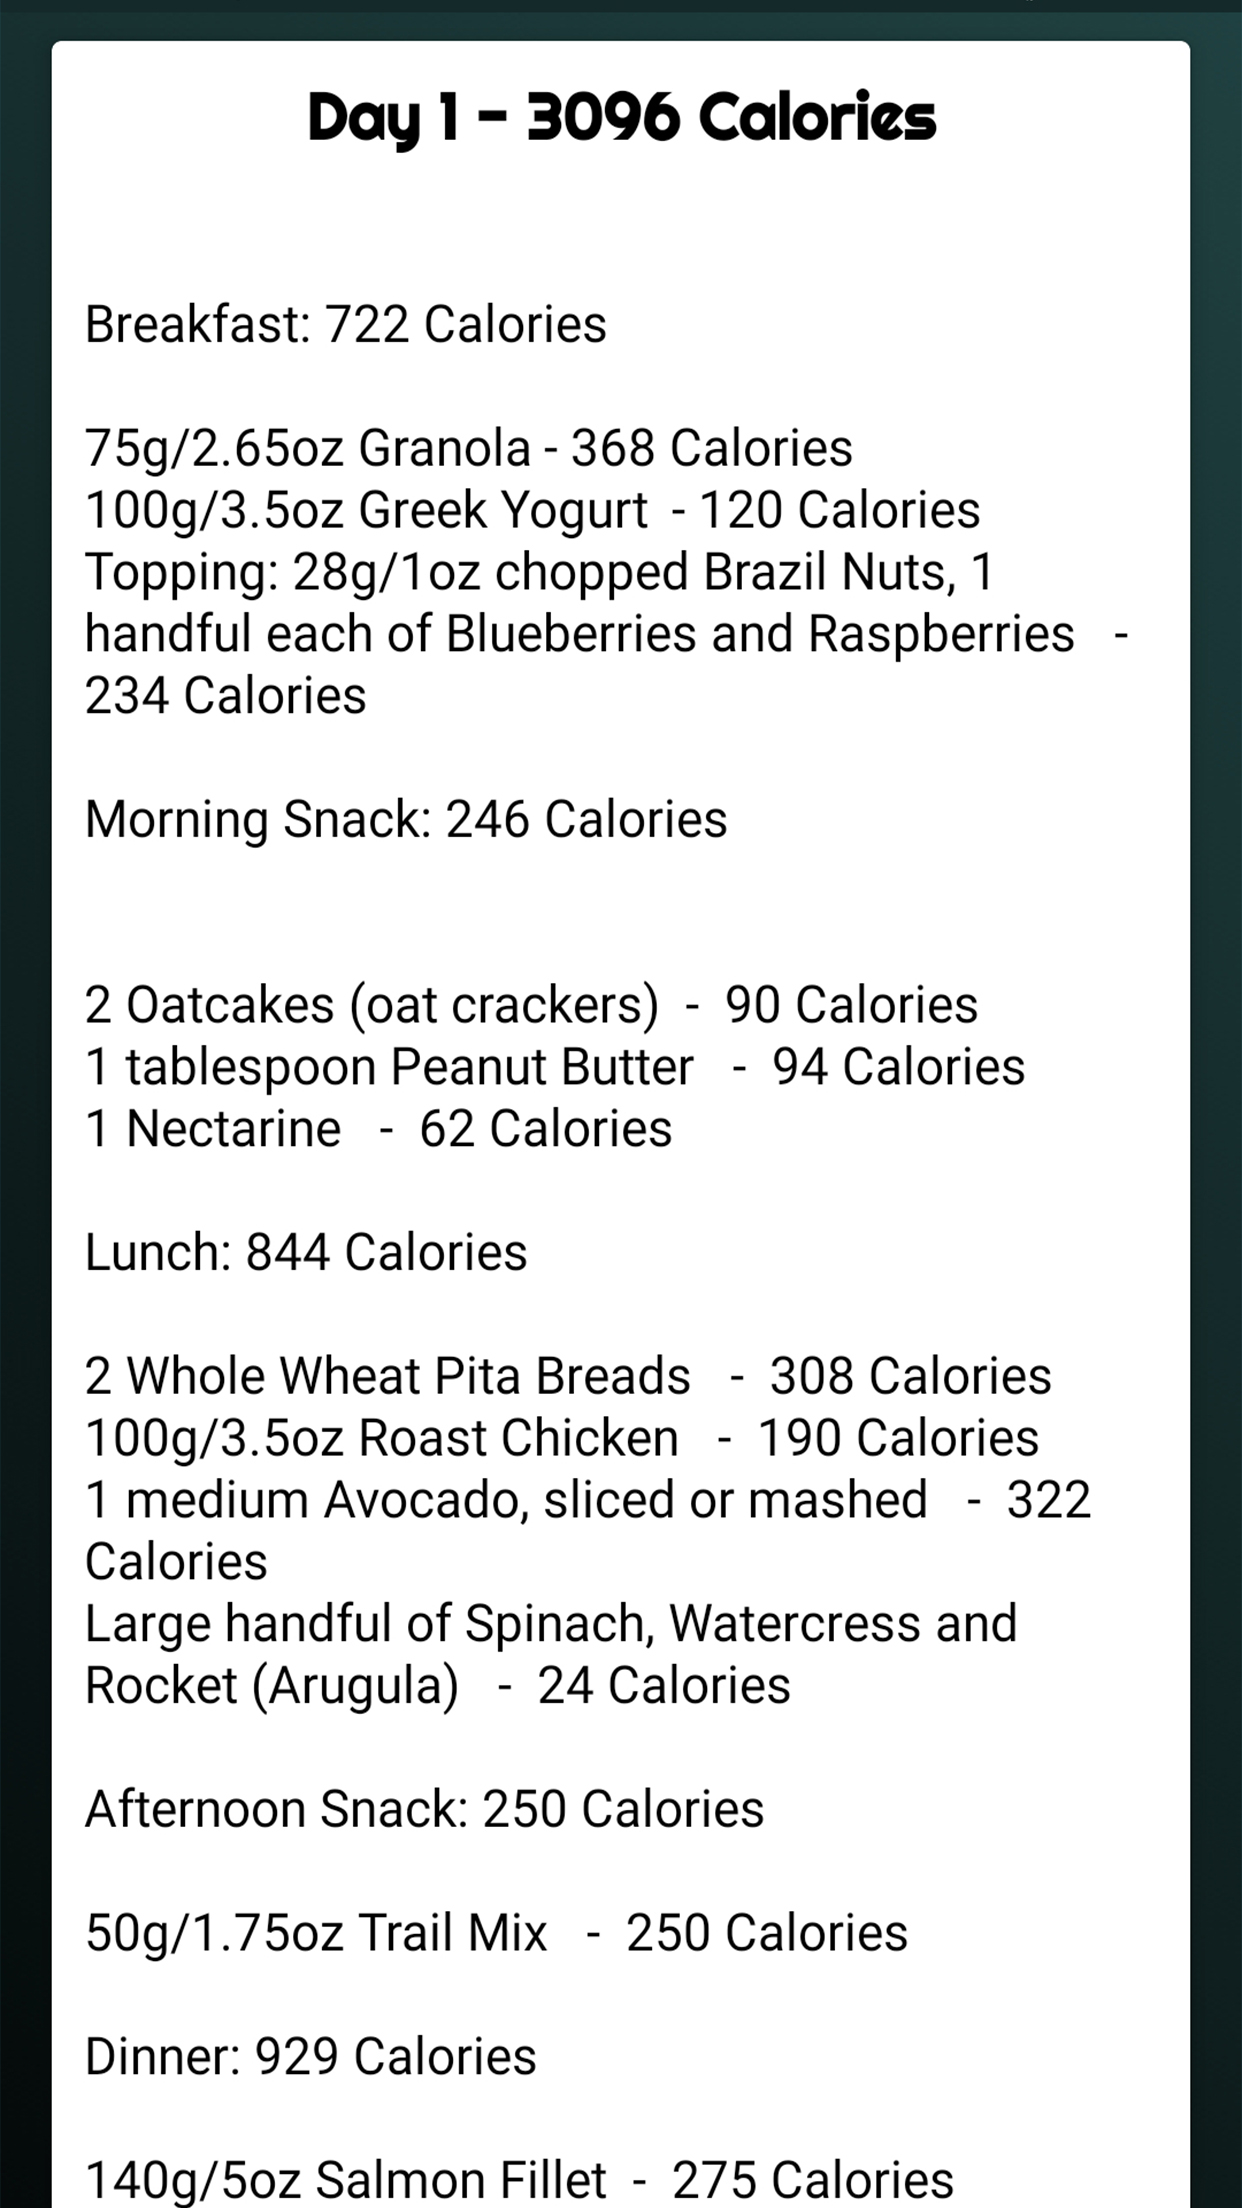 Day 1 - 3096 Calories
Breakfast: 722 Calories
75g/2.65oz Granola - 368 Calories
100g/3.5oz Greek Yogurt - 120 Calories
Topping: 28g/1oz chopped Brazil Nuts, 1
handful each of Blueberries and Raspberries -
234 Calories
Morning Snack: 246 Calories
2 Oatcakes (oat crackers) - 90 Calories
1 tablespoon Peanut Butter - 94 Calories
1 Nectarine - 62 Calories
Lunch: 844 Calories
2 Whole Wheat Pita Breads - 308 Calories
100g/3.5oz Roast Chicken - 190 Calories
1 medium Avocado, sliced or mashed - 322
Calories
Large handful of Spinach, Watercress and
Rocket (Arugula) - 24 Calories
Afternoon Snack: 250 Calories
50g/1.75oz Trail Mix - 250 Calories
Dinner: 929 Calories
140g/5oz Salmon Fillet - 275 Calories